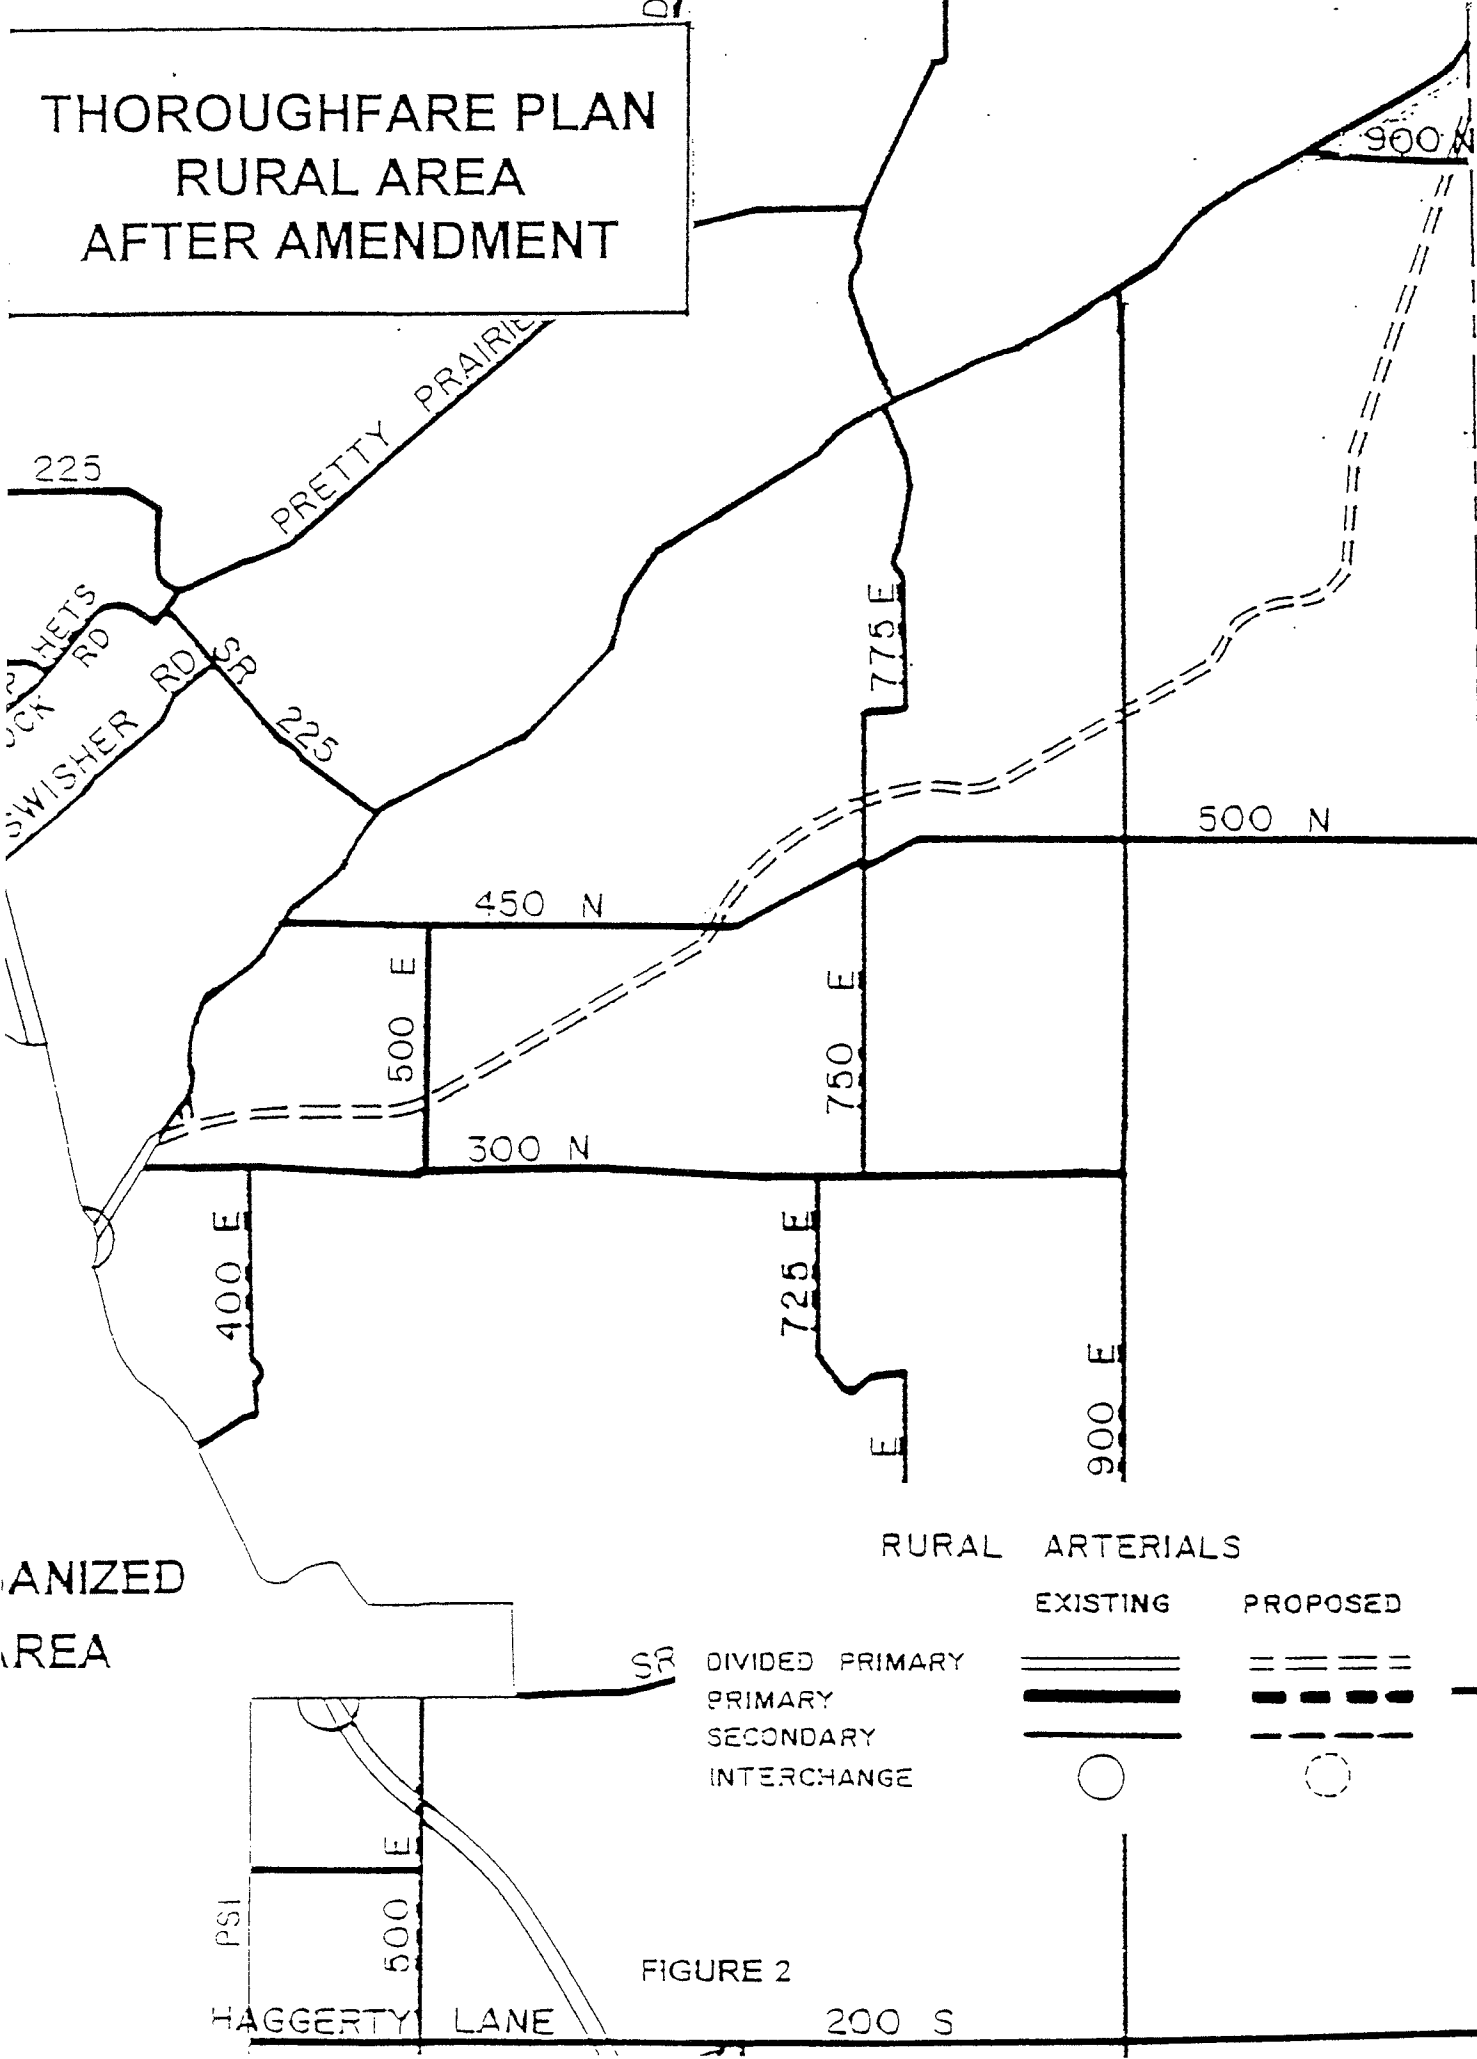 THOROUGHFARE PLAN
RURAL AREA
AFTER AMENDMENT
900 N
PRETTY PRAIRIE
225
HETS
RD
SR
225
SWISHER RD
OCK
775 E
500 N
450 N
500 E
750 E
300 N
400 E
725 E
900 E
E
ANIZED
AREA
RURAL ARTERIALS
EXISTING PROPOSED
SR
DIVIDED PRIMARY
PRIMARY
SECONDARY
INTERCHANGE
500 E
PSI
FIGURE 2
HAGGERTY LANE
200 S